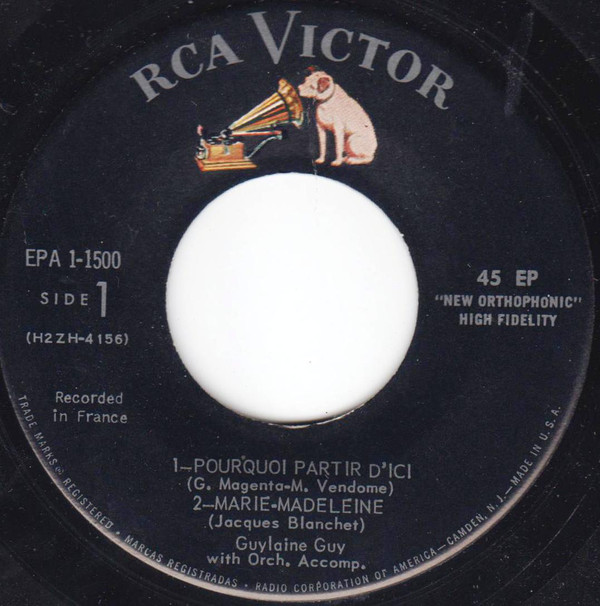 RCA VICTOR
EPA 1-1500
SIDE 1
(H2ZH-4156)
45 EP
"NEW ORTHOPHONIC"
HIGH FIDELITY
Recorded
in France
1—POURQUOI PARTIR D'ICI
(G. Magenta-M. Vendome)
2—MARIE-MADELEINE
(Jacques Blanchet)
Guylaine Guy
with Orch. Accomp.
TRADE MARKS ® REGISTERED • MARCAS REGISTRADAS • RADIO CORPORATION OF AMERICA—CAMDEN, N.J.—MADE IN U.S.A.